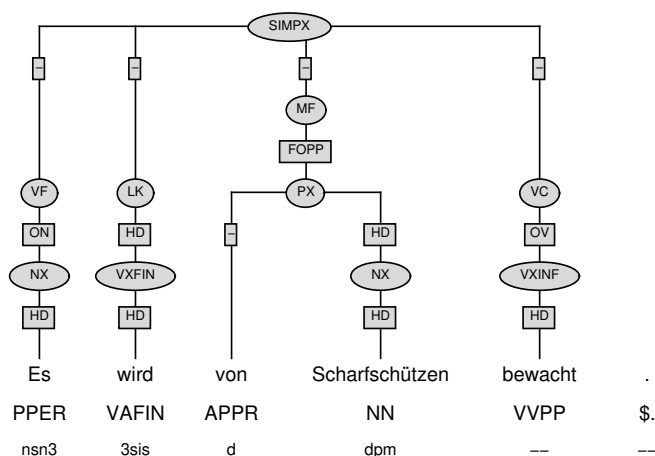 SIMPX
– – – –
MF
FOPP
VF LK PX VC
ON HD – HD OV
NX VXFIN NX VXINF
HD HD HD HD
Es wird von Scharfschützen bewacht .
PPER VAFIN APPR NN VVPP $.
nsn3 3sis d dpm –– ––